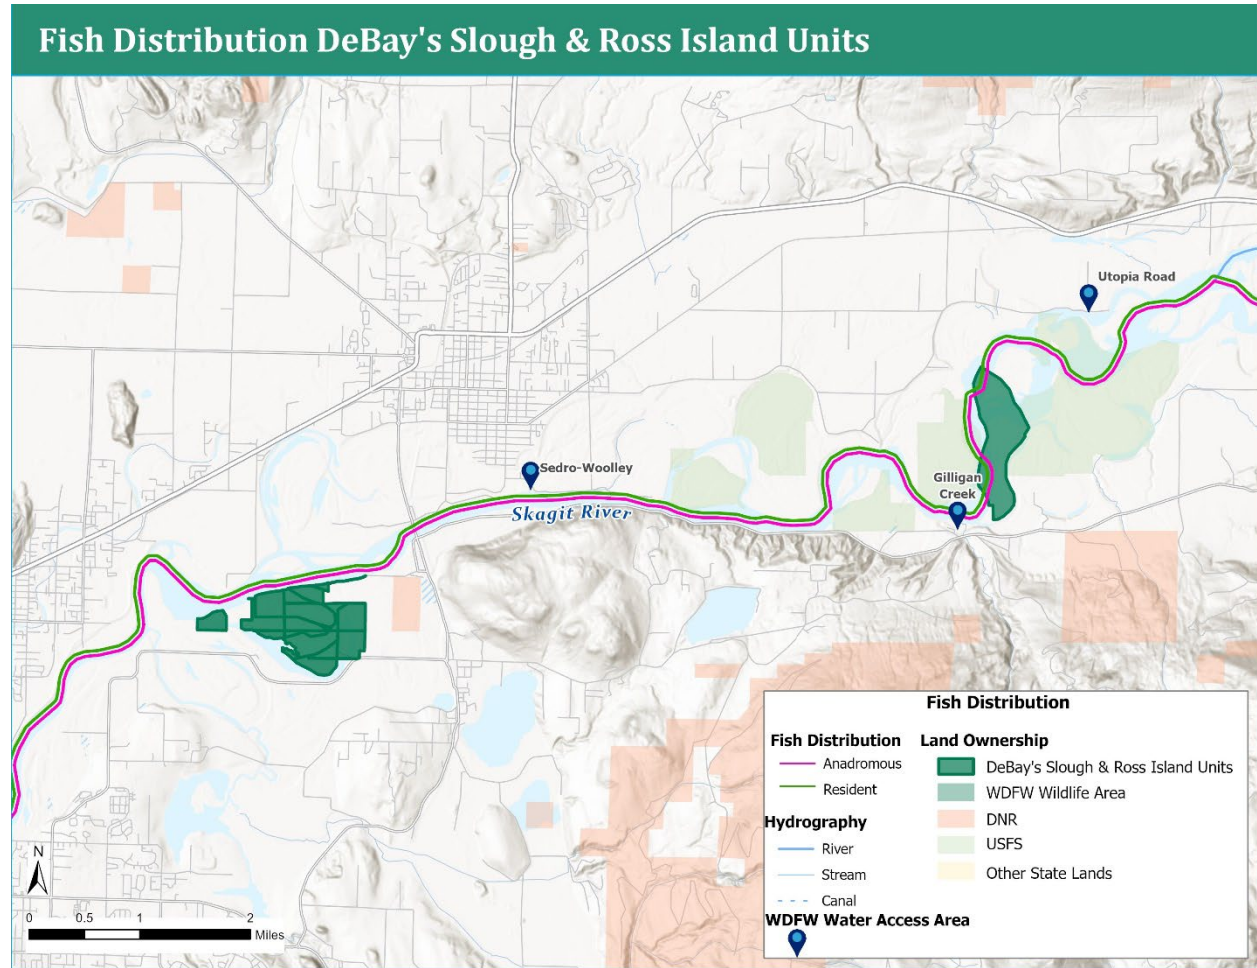 Fish Distribution DeBay's Slough & Ross Island Units
Utopia Road
Sedro-Woolley
Gilligan
Creek
Skagit River
Fish Distribution
Fish Distribution
Anadromous
Resident
Hydrography
River
Stream
Canal
WDFW Water Access Area
Land Ownership
DeBay's Slough & Ross Island Units
WDFW Wildlife Area
DNR
USFS
Other State Lands
N
0 0.5 1 2
Miles